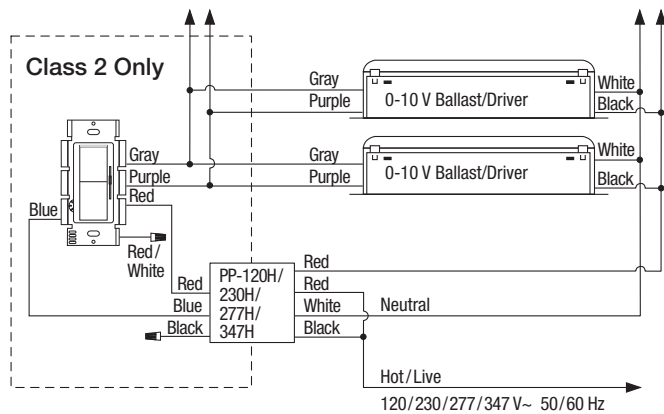 Class 2 Only
Gray
Purple
White
Black
0-10 V Ballast/Driver
Gray
Purple
Gray
Purple
White
Black
0-10 V Ballast/Driver
Blue
Red
Red/
White
Red
Blue
Black
PP-120H/
230H/
277H/
347H
Red
Red
White
Black
Neutral
Hot/Live
120/230/277/347 V~ 50/60 Hz